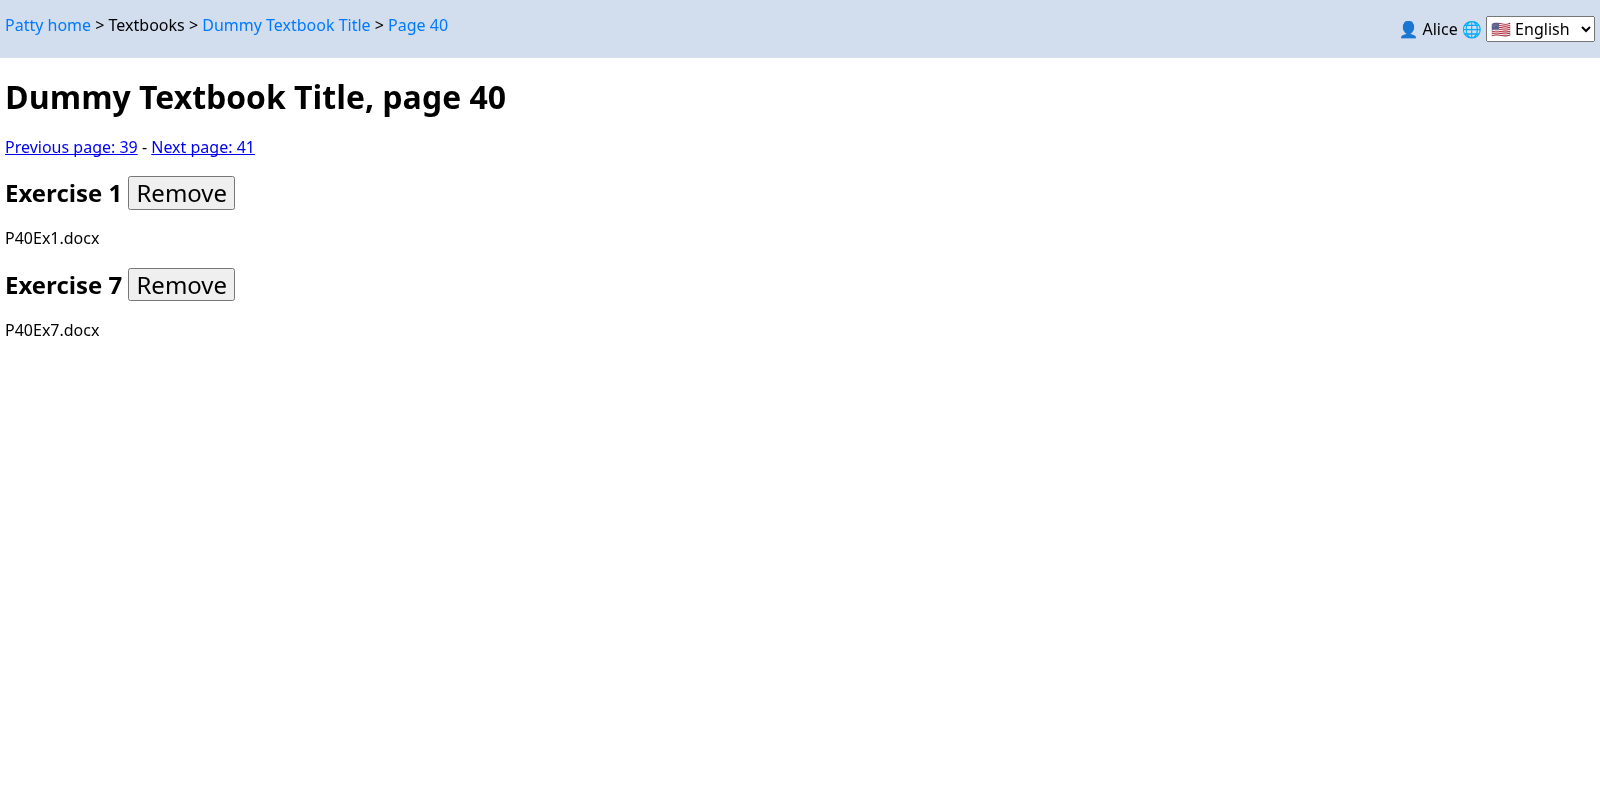 Patty home > Textbooks > Dummy Textbook Title > Page 40
👤 Alice 🌐 🇺🇸 English
Dummy Textbook Title, page 40
Previous page: 39 - Next page: 41
Exercise 1 Remove
P40Ex1.docx
Exercise 7 Remove
P40Ex7.docx